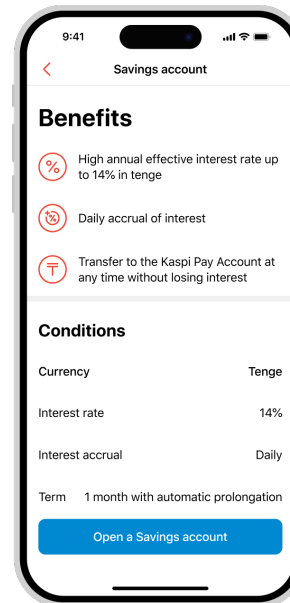 9:41
Savings account
Benefits
High annual effective interest rate up
to 14% in tenge
Daily accrual of interest
Transfer to the Kaspi Pay Account at
any time without losing interest
Conditions
Currency Tenge
Interest rate 14%
Interest accrual Daily
Term 1 month with automatic prolongation
Open a Savings account